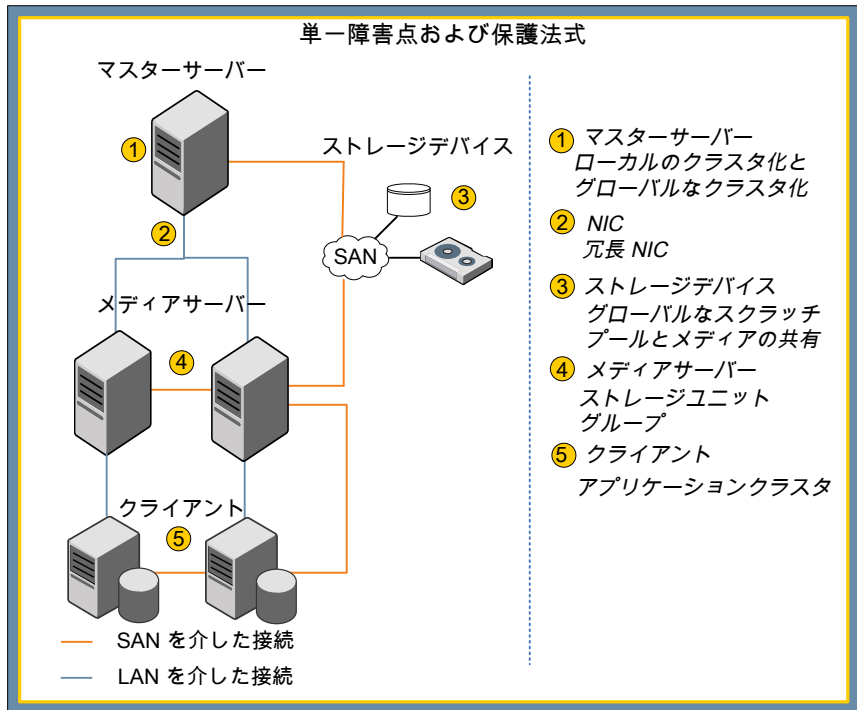 単一障害点および保護法式
マスターサーバー
1
ストレージデバイス
3
2
SAN
メディアサーバー
4
クライアント
5
SAN を介した接続
LAN を介した接続
1 マスターサーバー
ローカルのクラスタ化と
グローバルなクラスタ化
2 NIC
冗長 NIC
3 ストレージデバイス
グローバルなスクラッチ
プールとメディアの共有
4 メディアサーバー
ストレージユニット
グループ
5 クライアント
アプリケーションクラスタ